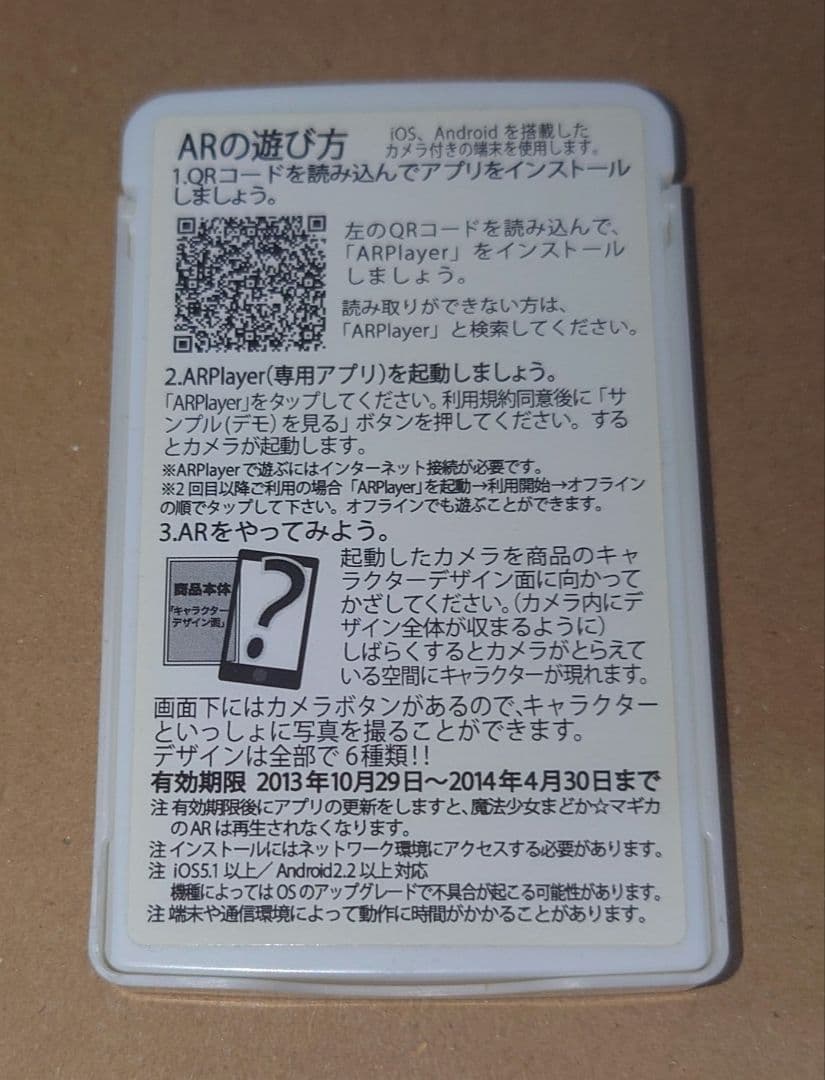 ARの遊び方
iOS、Android を搭載した
カメラ付きの端末を使用します。
1.QRコードを読み込んでアプリをインストール
しましょう。
左のQRコードを読み込んで、
「ARPlayer」をインストール
しましょう。
読み取りができない方は、
「ARPlayer」と検索してください。
2.ARPlayer(専用アプリ)を起動しましょう。
「ARPlayer」をタップしてください。利用規約同意後に「サ
ンプル(デモ)を見る」ボタンを押してください。する
とカメラが起動します。
※ARPlayerで遊ぶにはインターネット接続が必要です。
※2回目以降ご利用の場合「ARPlayer」を起動→利用開始→オフライン
の順でタップして下さい。オフラインでも遊ぶことができます。
3.ARをやってみよう。
商品本体
「キャラクター
デザイン面」
?
起動したカメラを商品のキャ
ラクターデザイン面に向かって
かざしてください。(カメラ内にデ
ザイン全体が収まるように)
しばらくするとカメラがとらえて
いる空間にキャラクターが現れます。
画面下にはカメラボタンがあるので、キャラクター
といっしょに写真を撮ることができます。
デザインは全部で6種類!!
有効期限 2013年10月29日〜2014年4月30日まで
注 有効期限後にアプリの更新をしますと、魔法少女まどか☆マギカ
のARは再生されなくなります。
注 インストールにはネットワーク環境にアクセスする必要があります。
注 iOS5.1以上/Android2.2以上対応
機種によってはOSのアップグレードで不具合が起こる可能性があります。
注 端末や通信環境によって動作に時間がかかることがあります。